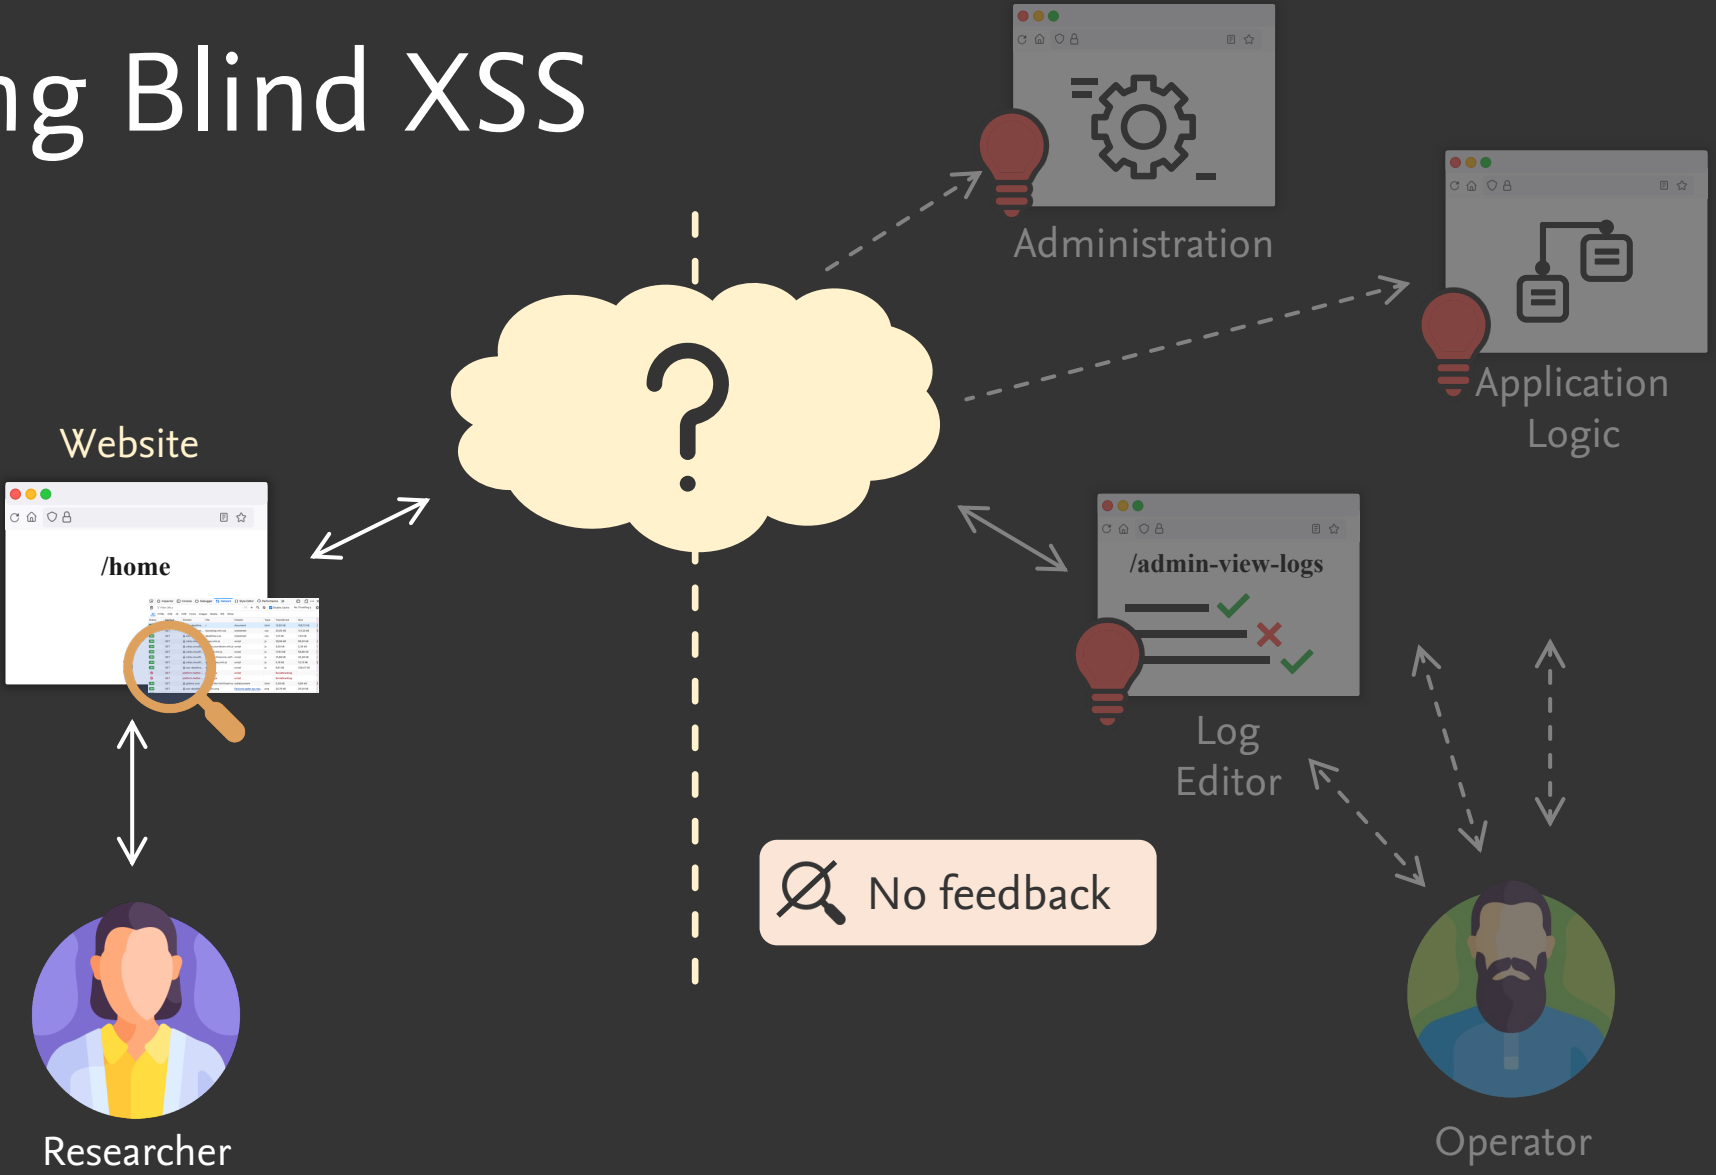 ng Blind XSS
Administration
Application
Logic
Website
/home
/admin-view-logs
Log
Editor
No feedback
Researcher
Operator